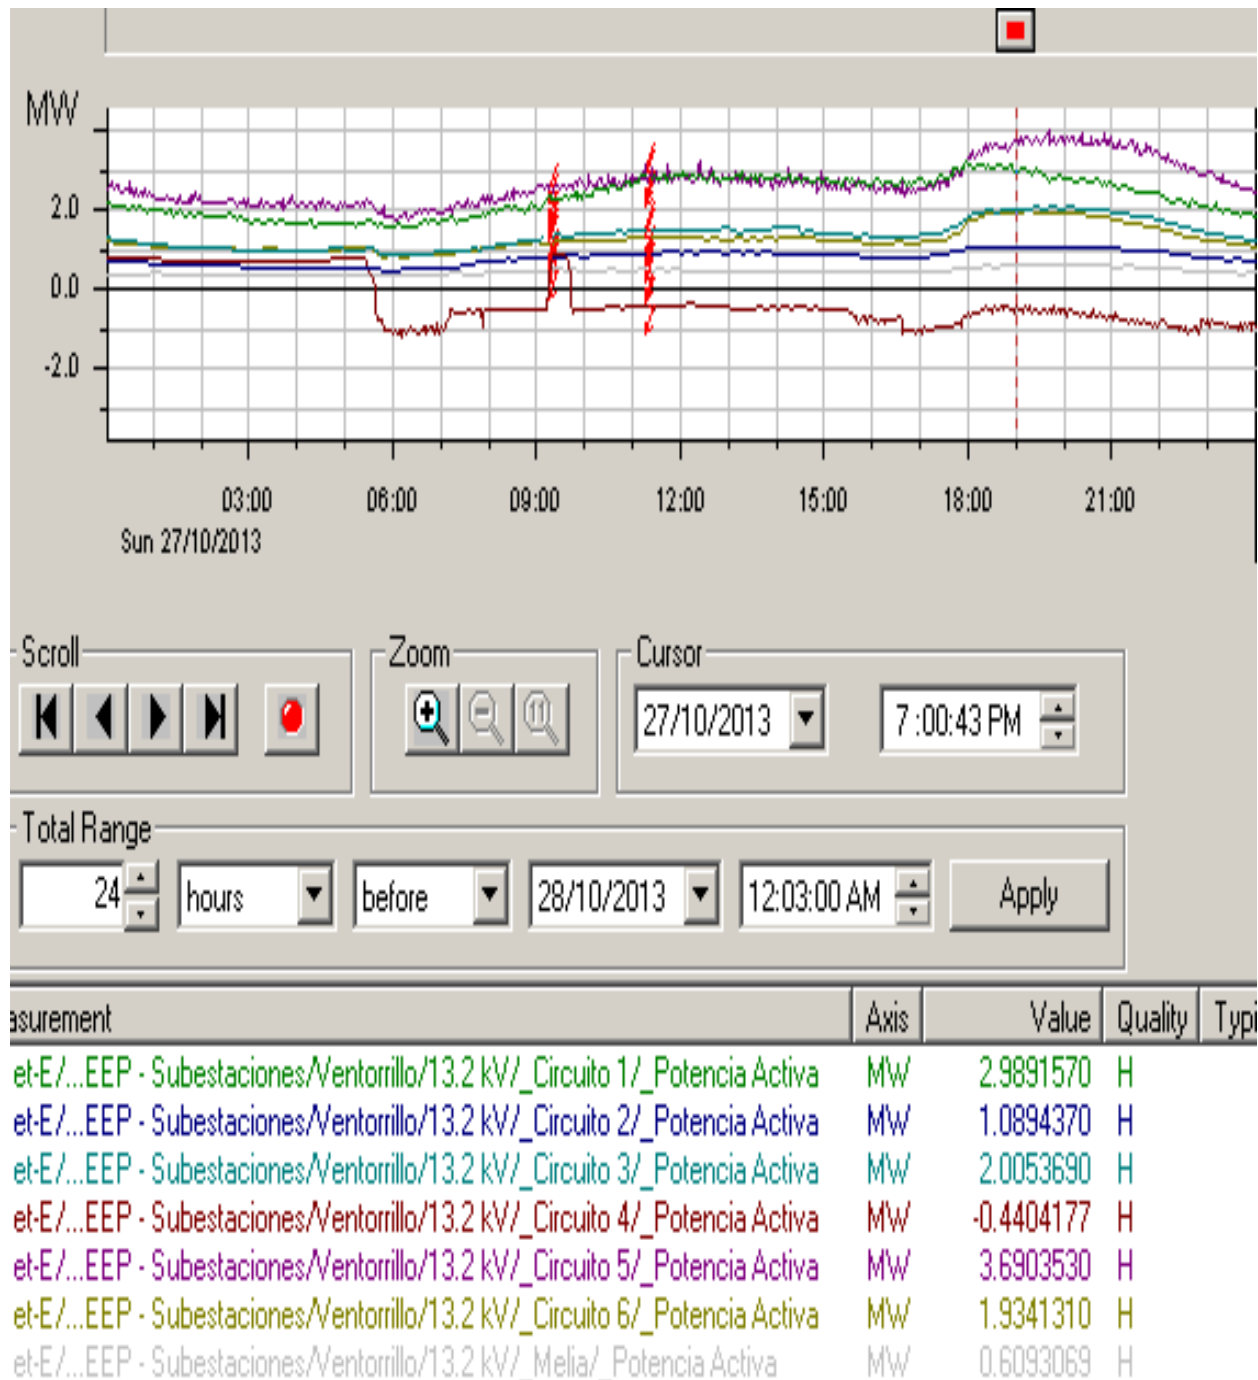 MW
2.0
0.0
-2.0
03:00 06:00 09:00 12:00 15:00 18:00 21:00
Sun 27/10/2013
Scroll Zoom Cursor
27/10/2013 7:00:43 PM
Total Range
24 hours before 28/10/2013 12:03:00 AM Apply
asurement Axis Value Quality Typi
et-E/...EEP - Subestaciones/Ventorrillo/13.2 kV/_Circuito 1/_Potencia Activa MW 2.9891570 H
et-E/...EEP - Subestaciones/Ventorrillo/13.2 kV/_Circuito 2/_Potencia Activa MW 1.0894370 H
et-E/...EEP - Subestaciones/Ventorrillo/13.2 kV/_Circuito 3/_Potencia Activa MW 2.0053690 H
et-E/...EEP - Subestaciones/Ventorrillo/13.2 kV/_Circuito 4/_Potencia Activa MW -0.4404177 H
et-E/...EEP - Subestaciones/Ventorrillo/13.2 kV/_Circuito 5/_Potencia Activa MW 3.6903530 H
et-E/...EEP - Subestaciones/Ventorrillo/13.2 kV/_Circuito 6/_Potencia Activa MW 1.9341310 H
et-E/...EEP - Subestaciones/Ventorrillo/13.2 kV/_Melia/_Potencia Activa MW 0.6093069 H